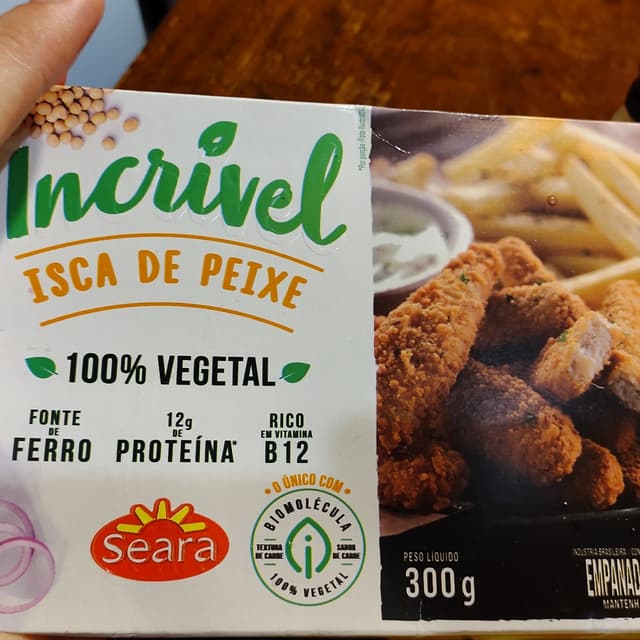 Incrível
ISCA DE PEIXE
100% VEGETAL
FONTE
DE
FERRO
12g
DE
PROTEÍNA*
RICO
EM VITAMINA
B12
Seara
O ÚNICO COM
BIOMOLÉCULA
TEXTURA
DE CARNE
SABOR
DE CARNE
i
100% VEGETAL
PESO LÍQUIDO
300g
INDÚSTRIA BRASILEIRA
EMPANAD
MANTENH